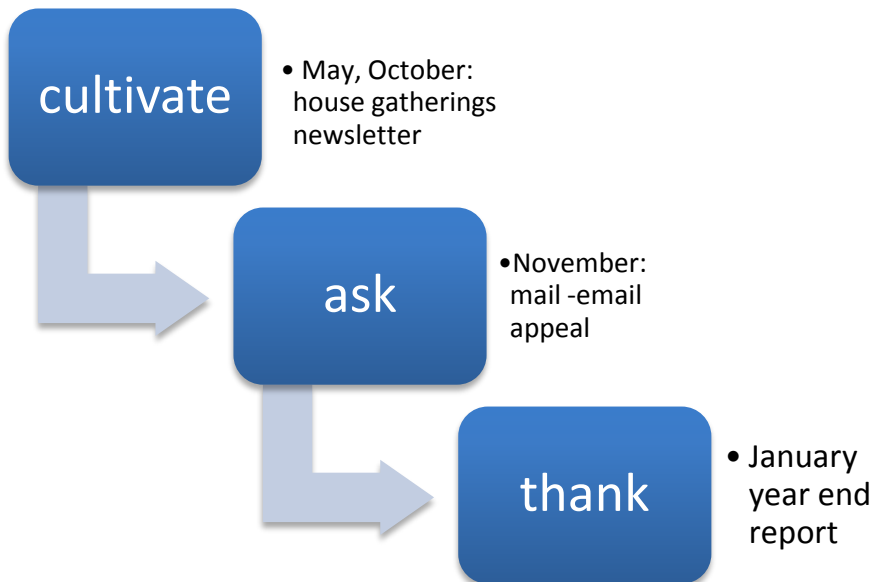 cultivate
• May, October:
house gatherings
newsletter
ask
•November:
mail -email
appeal
thank
• January
year end
report